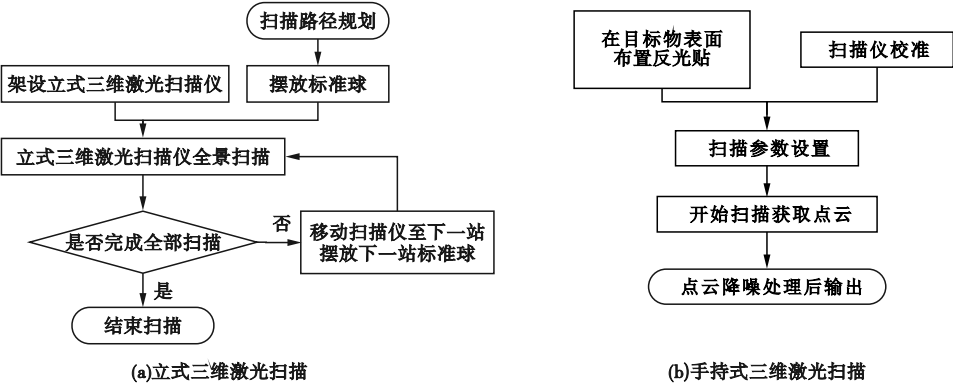 扫描路径规划
架设立式三维激光扫描仪
摆放标准球
立式三维激光扫描仪全景扫描
是否完成全部扫描
否
移动扫描仪至下一站
摆放下一站标准球
是
结束扫描
(a)立式三维激光扫描
在目标物表面
布置反光贴
扫描仪校准
扫描参数设置
开始扫描获取点云
点云降噪处理后输出
(b)手持式三维激光扫描